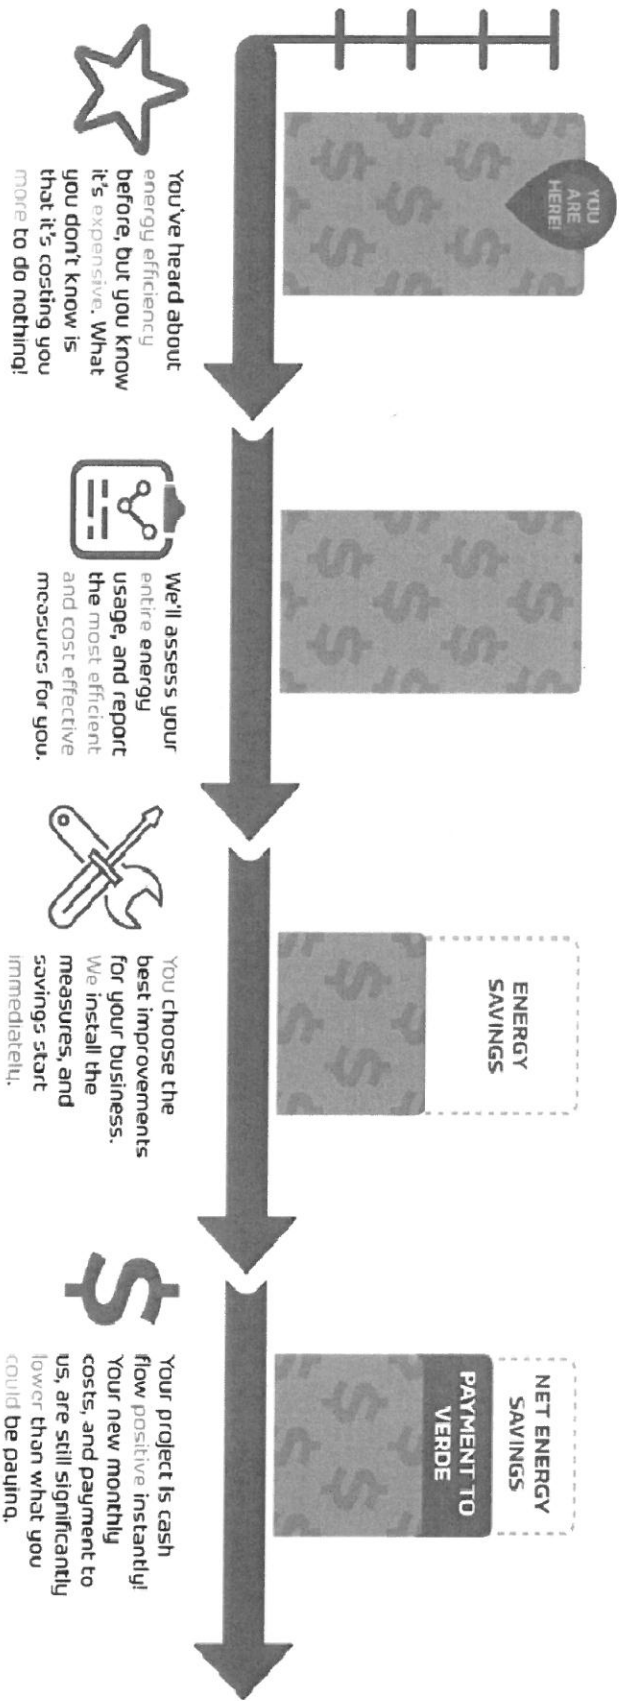 YOU
ARE
HERE!
You've heard about
energy efficiency
before, but you know
it's expensive. What
you don't know is
that it's costing you
more to do nothing!
We'll assess your
entire energy
usage, and report
the most efficient
and cost effective
measures for you.
ENERGY
SAVINGS
You choose the
best improvements
for your business.
We install the
measures, and
savings start
immediately.
NET ENERGY
SAVINGS
PAYMENT TO
VERDE
Your project is cash
flow positive instantly!
Your new monthly
costs, and payment to
us, are still significantly
lower than what you
could be paying.